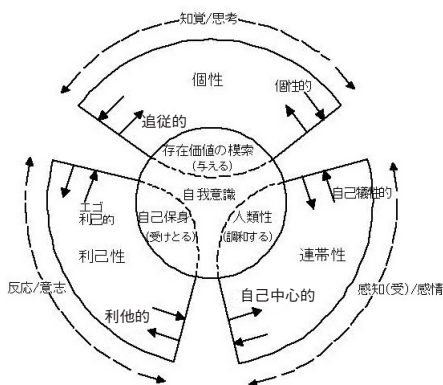 知覚/思考
個性
個性的
追従的
存在価値の模索
(与える)
自我意識
自己保身
(受けとる)
人類性
(調和する)
自己犠牲的
エゴ
利己的
利己性
連帯性
自己中心的
利他的
反応/意志
感知(受)/感情